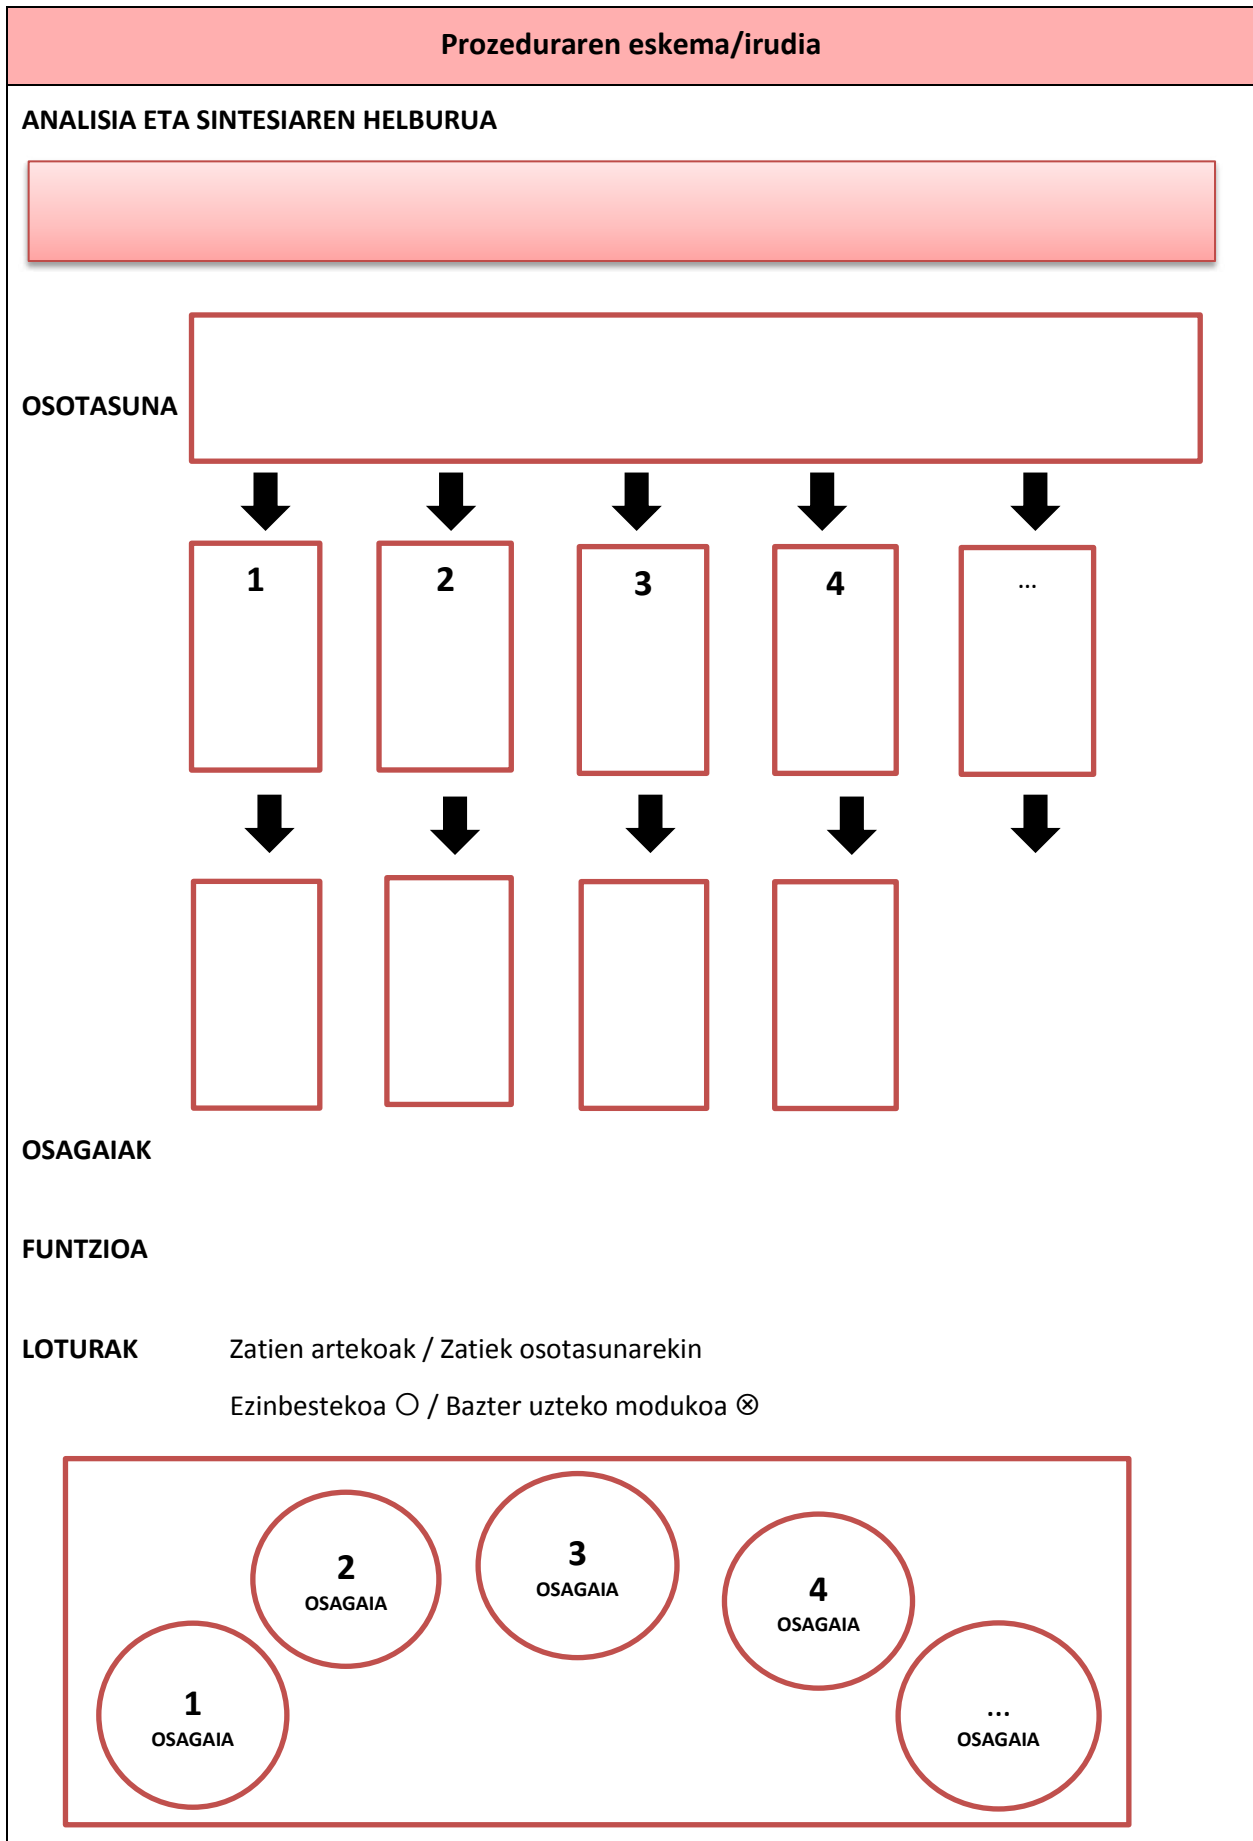 Prozeduraren eskema/irudia
ANALISIA ETA SINTESIAREN HELBURUA
OSOTASUNA
1 2 3 4 ...
OSAGAIAK
FUNTZIOA
LOTURAK Zatien artekoak / Zatiek osotasunarekin
Ezinbestekoa ○ / Bazter uzteko modukoa ⊗
1
OSAGAIA
2
OSAGAIA
3
OSAGAIA
4
OSAGAIA
...
OSAGAIA